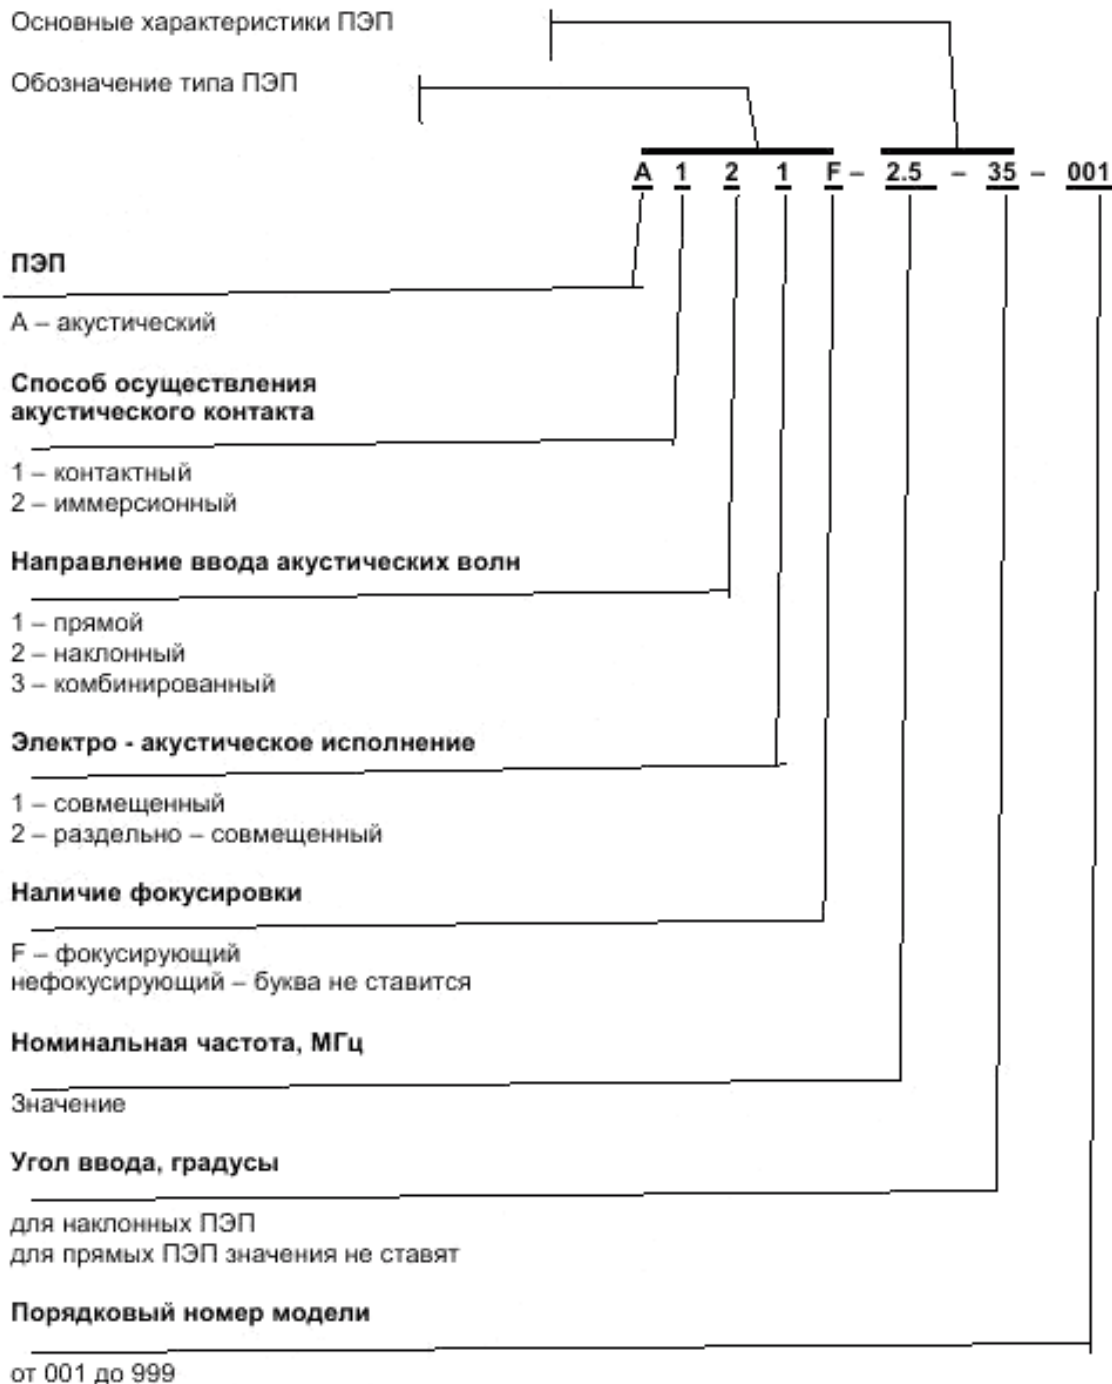 Основные характеристики ПЭП
Обозначение типа ПЭП
А 1 2 1 F – 2.5 – 35 – 001
ПЭП
А – акустический
Способ осуществления
акустического контакта
1 – контактный
2 – иммерсионный
Направление ввода акустических волн
1 – прямой
2 – наклонный
3 – комбинированный
Электро - акустическое исполнение
1 – совмещенный
2 – раздельно – совмещенный
Наличие фокусировки
F – фокусирующий
нефокусирующий – буква не ставится
Номинальная частота, МГц
Значение
Угол ввода, градусы
для наклонных ПЭП
для прямых ПЭП значения не ставят
Порядковый номер модели
от 001 до 999